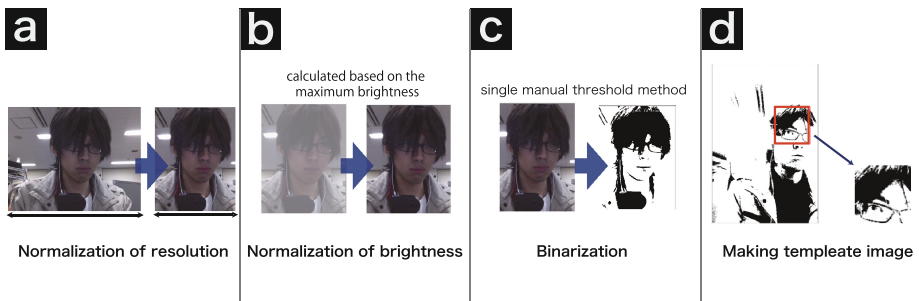 a
Normalization of resolution
b
calculated based on the
maximum brightness
Normalization of brightness
c
single manual threshold method
Binarization
d
Making templeate image